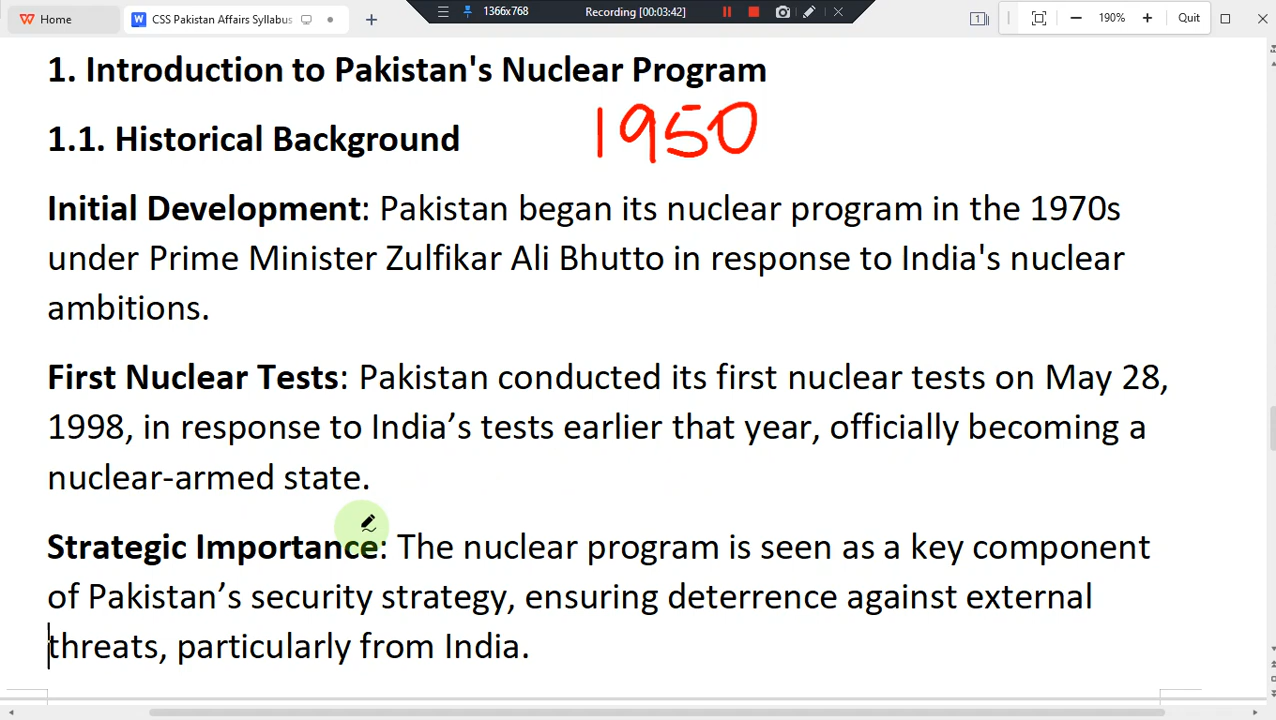 Home
CSS Pakistan Affairs Syllabus
1366x768
Recording [00:03:42]
1
190%
Quit
1. Introduction to Pakistan's Nuclear Program
1950
1.1. Historical Background
Initial Development: Pakistan began its nuclear program in the 1970s
under Prime Minister Zulfikar Ali Bhutto in response to India's nuclear
ambitions.
First Nuclear Tests: Pakistan conducted its first nuclear tests on May 28,
1998, in response to India’s tests earlier that year, officially becoming a
nuclear-armed state.
Strategic Importance: The nuclear program is seen as a key component
of Pakistan’s security strategy, ensuring deterrence against external
threats, particularly from India.